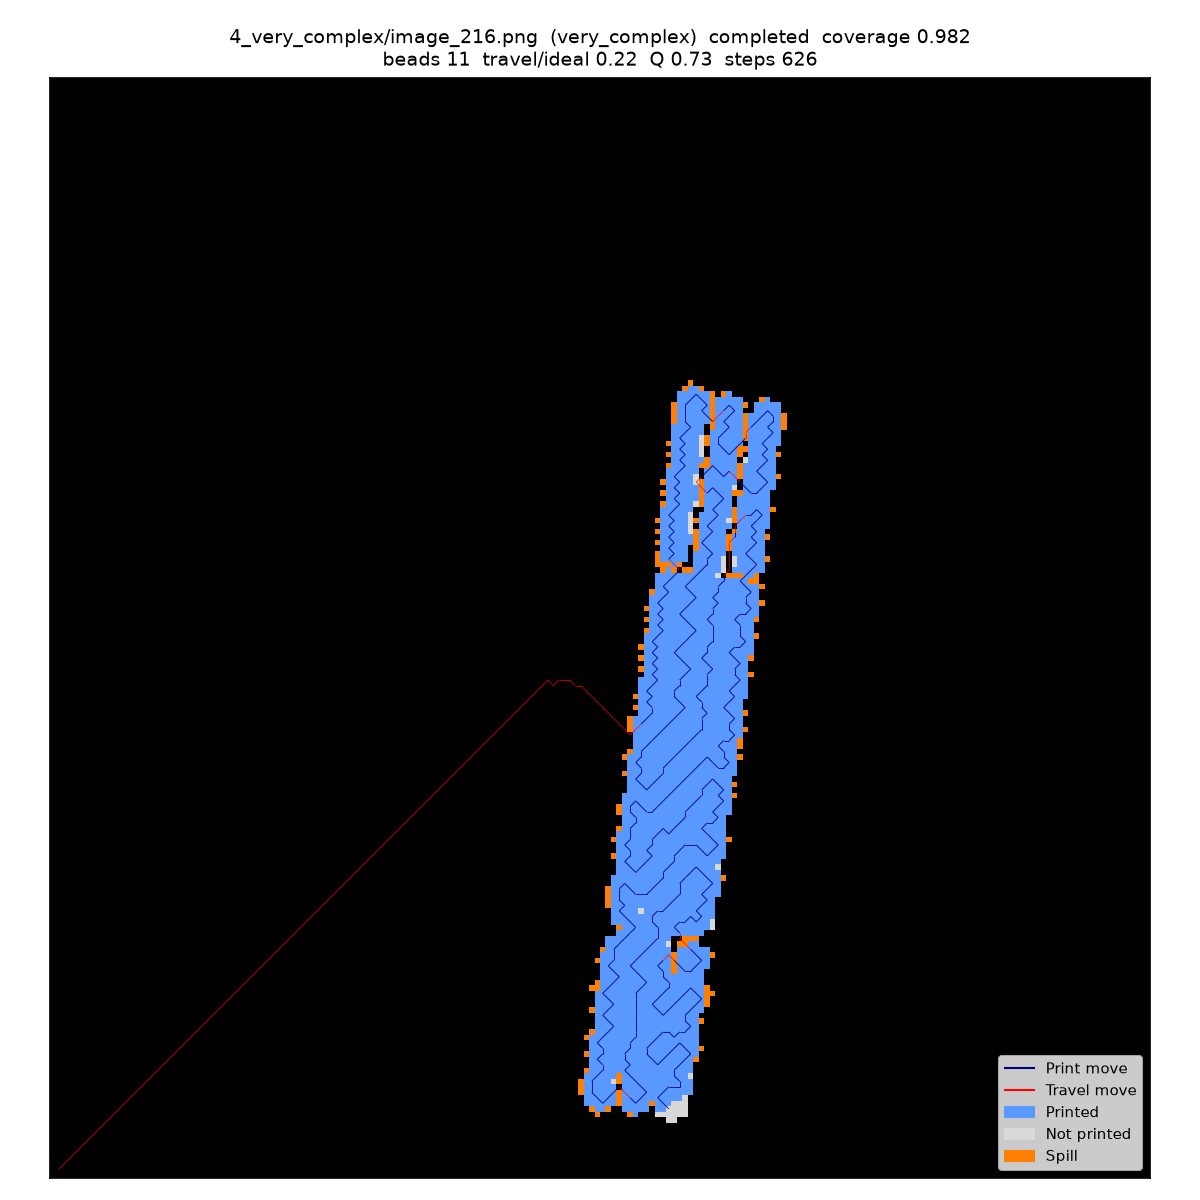 4_very_complex/image_216.png  (very_complex)  completed  coverage 0.982
beads 11  travel/ideal 0.22  Q 0.73  steps 626
Print move
Travel move
Printed
Not printed
Spill